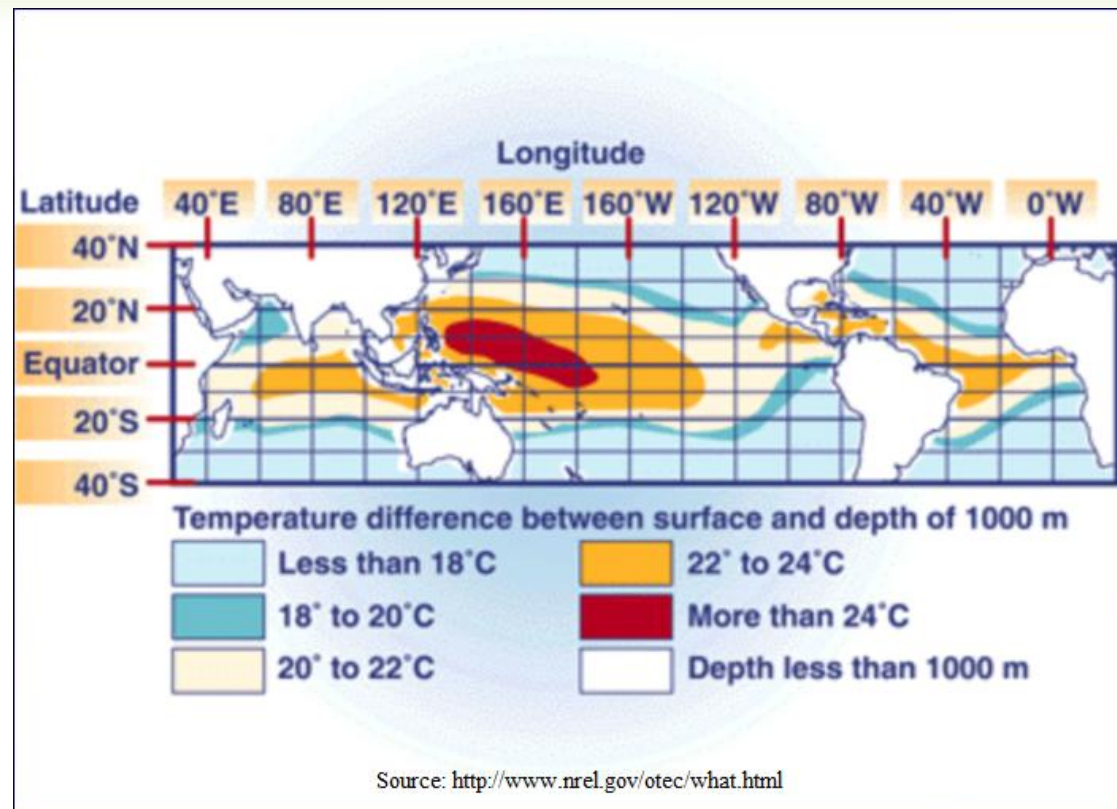 Longitude
Latitude 40°E 80°E 120°E 160°E 160°W 120°W 80°W 40°W 0°W
40°N
20°N
Equator
20°S
40°S
Temperature difference between surface and depth of 1000 m
Less than 18°C 22° to 24°C
18° to 20°C More than 24°C
20° to 22°C Depth less than 1000 m
Source: http://www.nrel.gov/otec/what.html